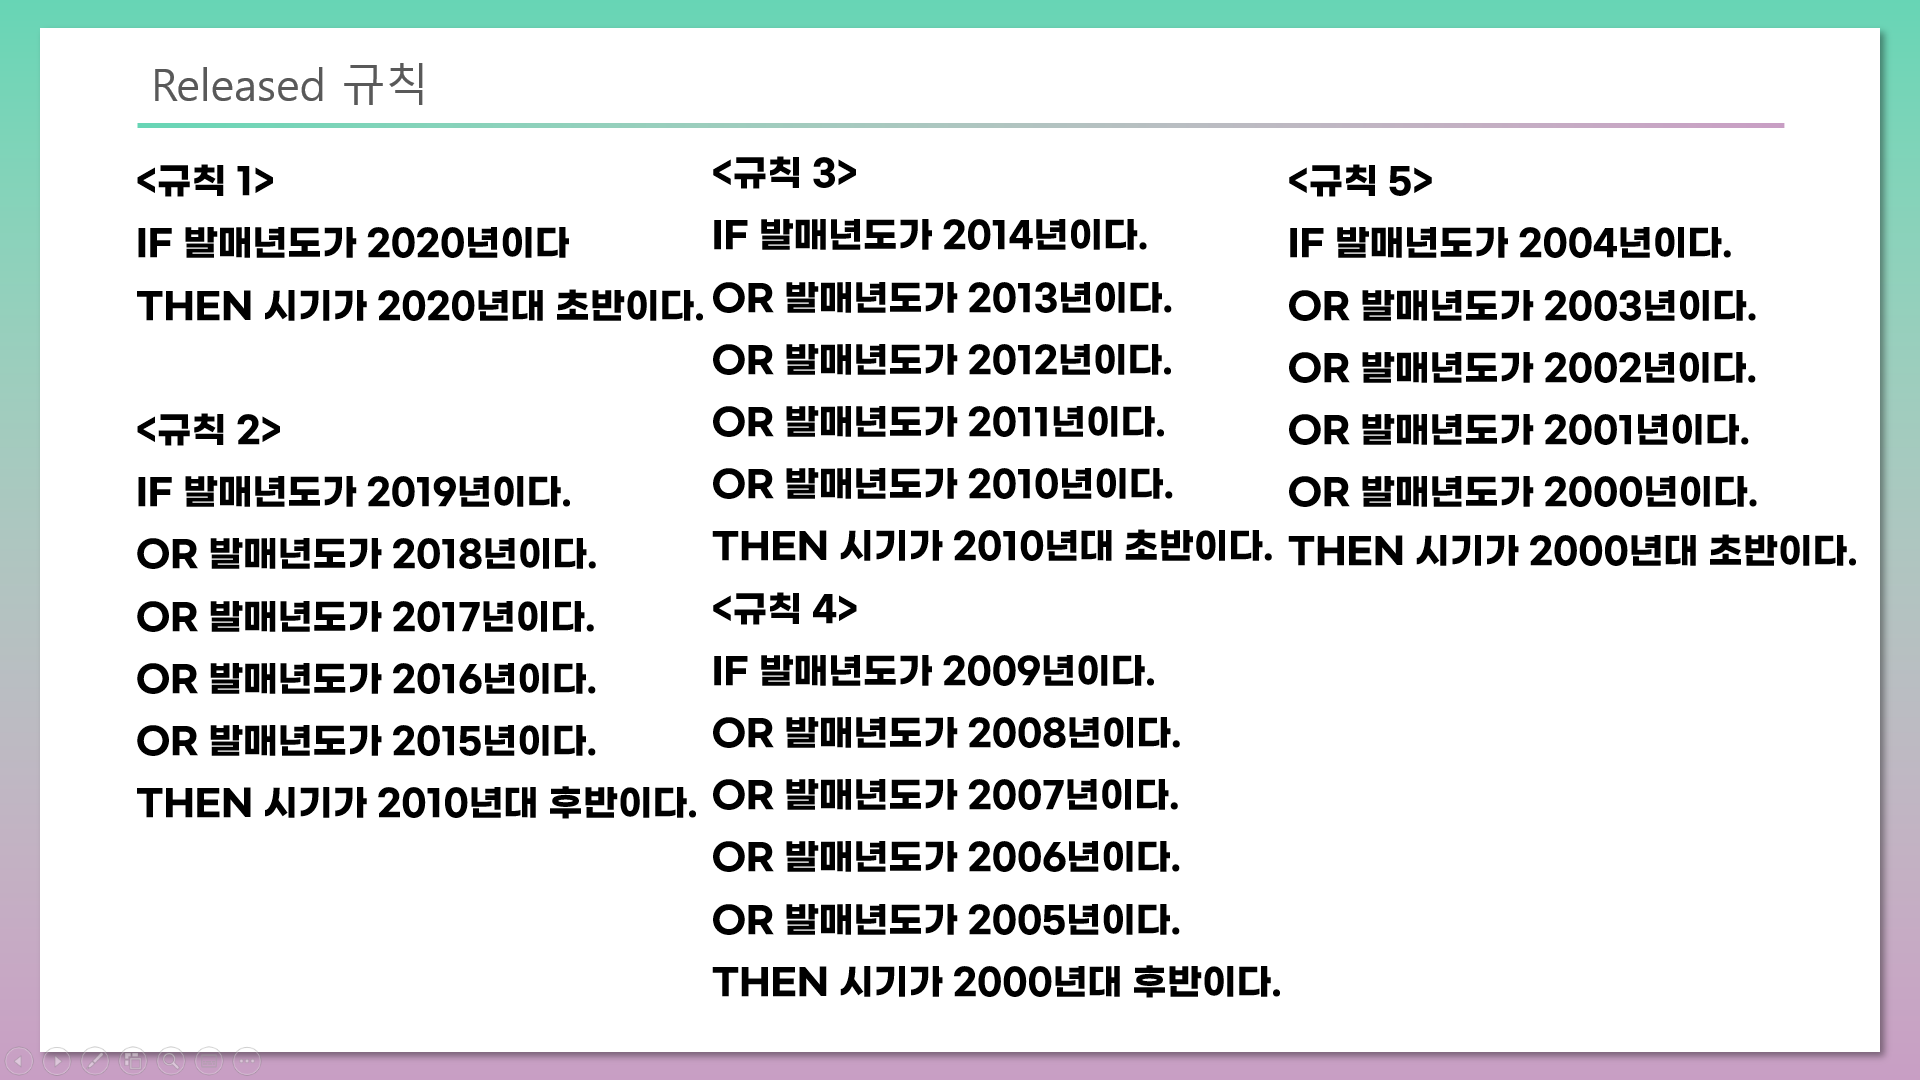 Released 규칙
<규칙 1>
IF 발매년도가 2020년이다
THEN 시기가 2020년대 초반이다.
<규칙 2>
IF 발매년도가 2019년이다.
OR 발매년도가 2018년이다.
OR 발매년도가 2017년이다.
OR 발매년도가 2016년이다.
OR 발매년도가 2015년이다.
THEN 시기가 2010년대 후반이다.
<규칙 3>
IF 발매년도가 2014년이다.
OR 발매년도가 2013년이다.
OR 발매년도가 2012년이다.
OR 발매년도가 2011년이다.
OR 발매년도가 2010년이다.
THEN 시기가 2010년대 초반이다.
<규칙 4>
IF 발매년도가 2009년이다.
OR 발매년도가 2008년이다.
OR 발매년도가 2007년이다.
OR 발매년도가 2006년이다.
OR 발매년도가 2005년이다.
THEN 시기가 2000년대 후반이다.
<규칙 5>
IF 발매년도가 2004년이다.
OR 발매년도가 2003년이다.
OR 발매년도가 2002년이다.
OR 발매년도가 2001년이다.
OR 발매년도가 2000년이다.
THEN 시기가 2000년대 초반이다.